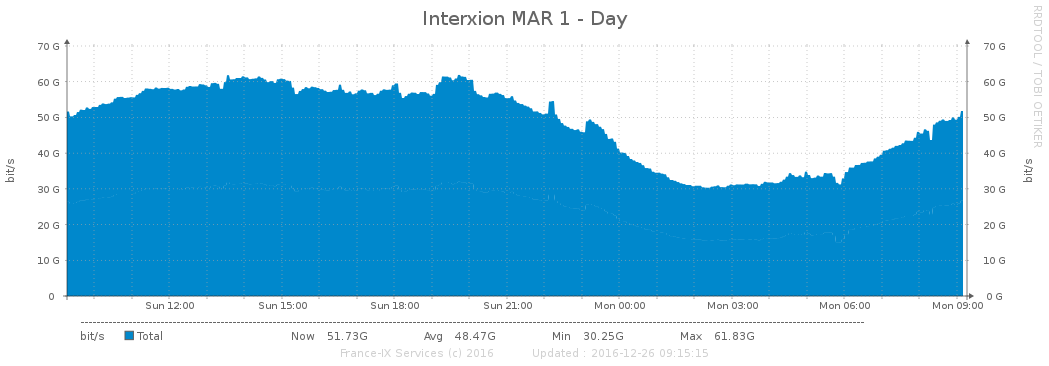 Interxion MAR 1 - Day
RRDTOOL / TOBI OETIKER
70 G 70 G
60 G 60 G
50 G 50 G
40 G 40 G
30 G 30 G
20 G 20 G
10 G 10 G
0 0 G
bit/s
bit/s
Sun 12:00 Sun 15:00 Sun 18:00 Sun 21:00 Mon 00:00 Mon 03:00 Mon 06:00 Mon 09:00
bit/s Total Now 51.73G Avg 48.47G Min 30.25G Max 61.83G
France-IX Services (c) 2016 Updated : 2016-12-26 09:15:15